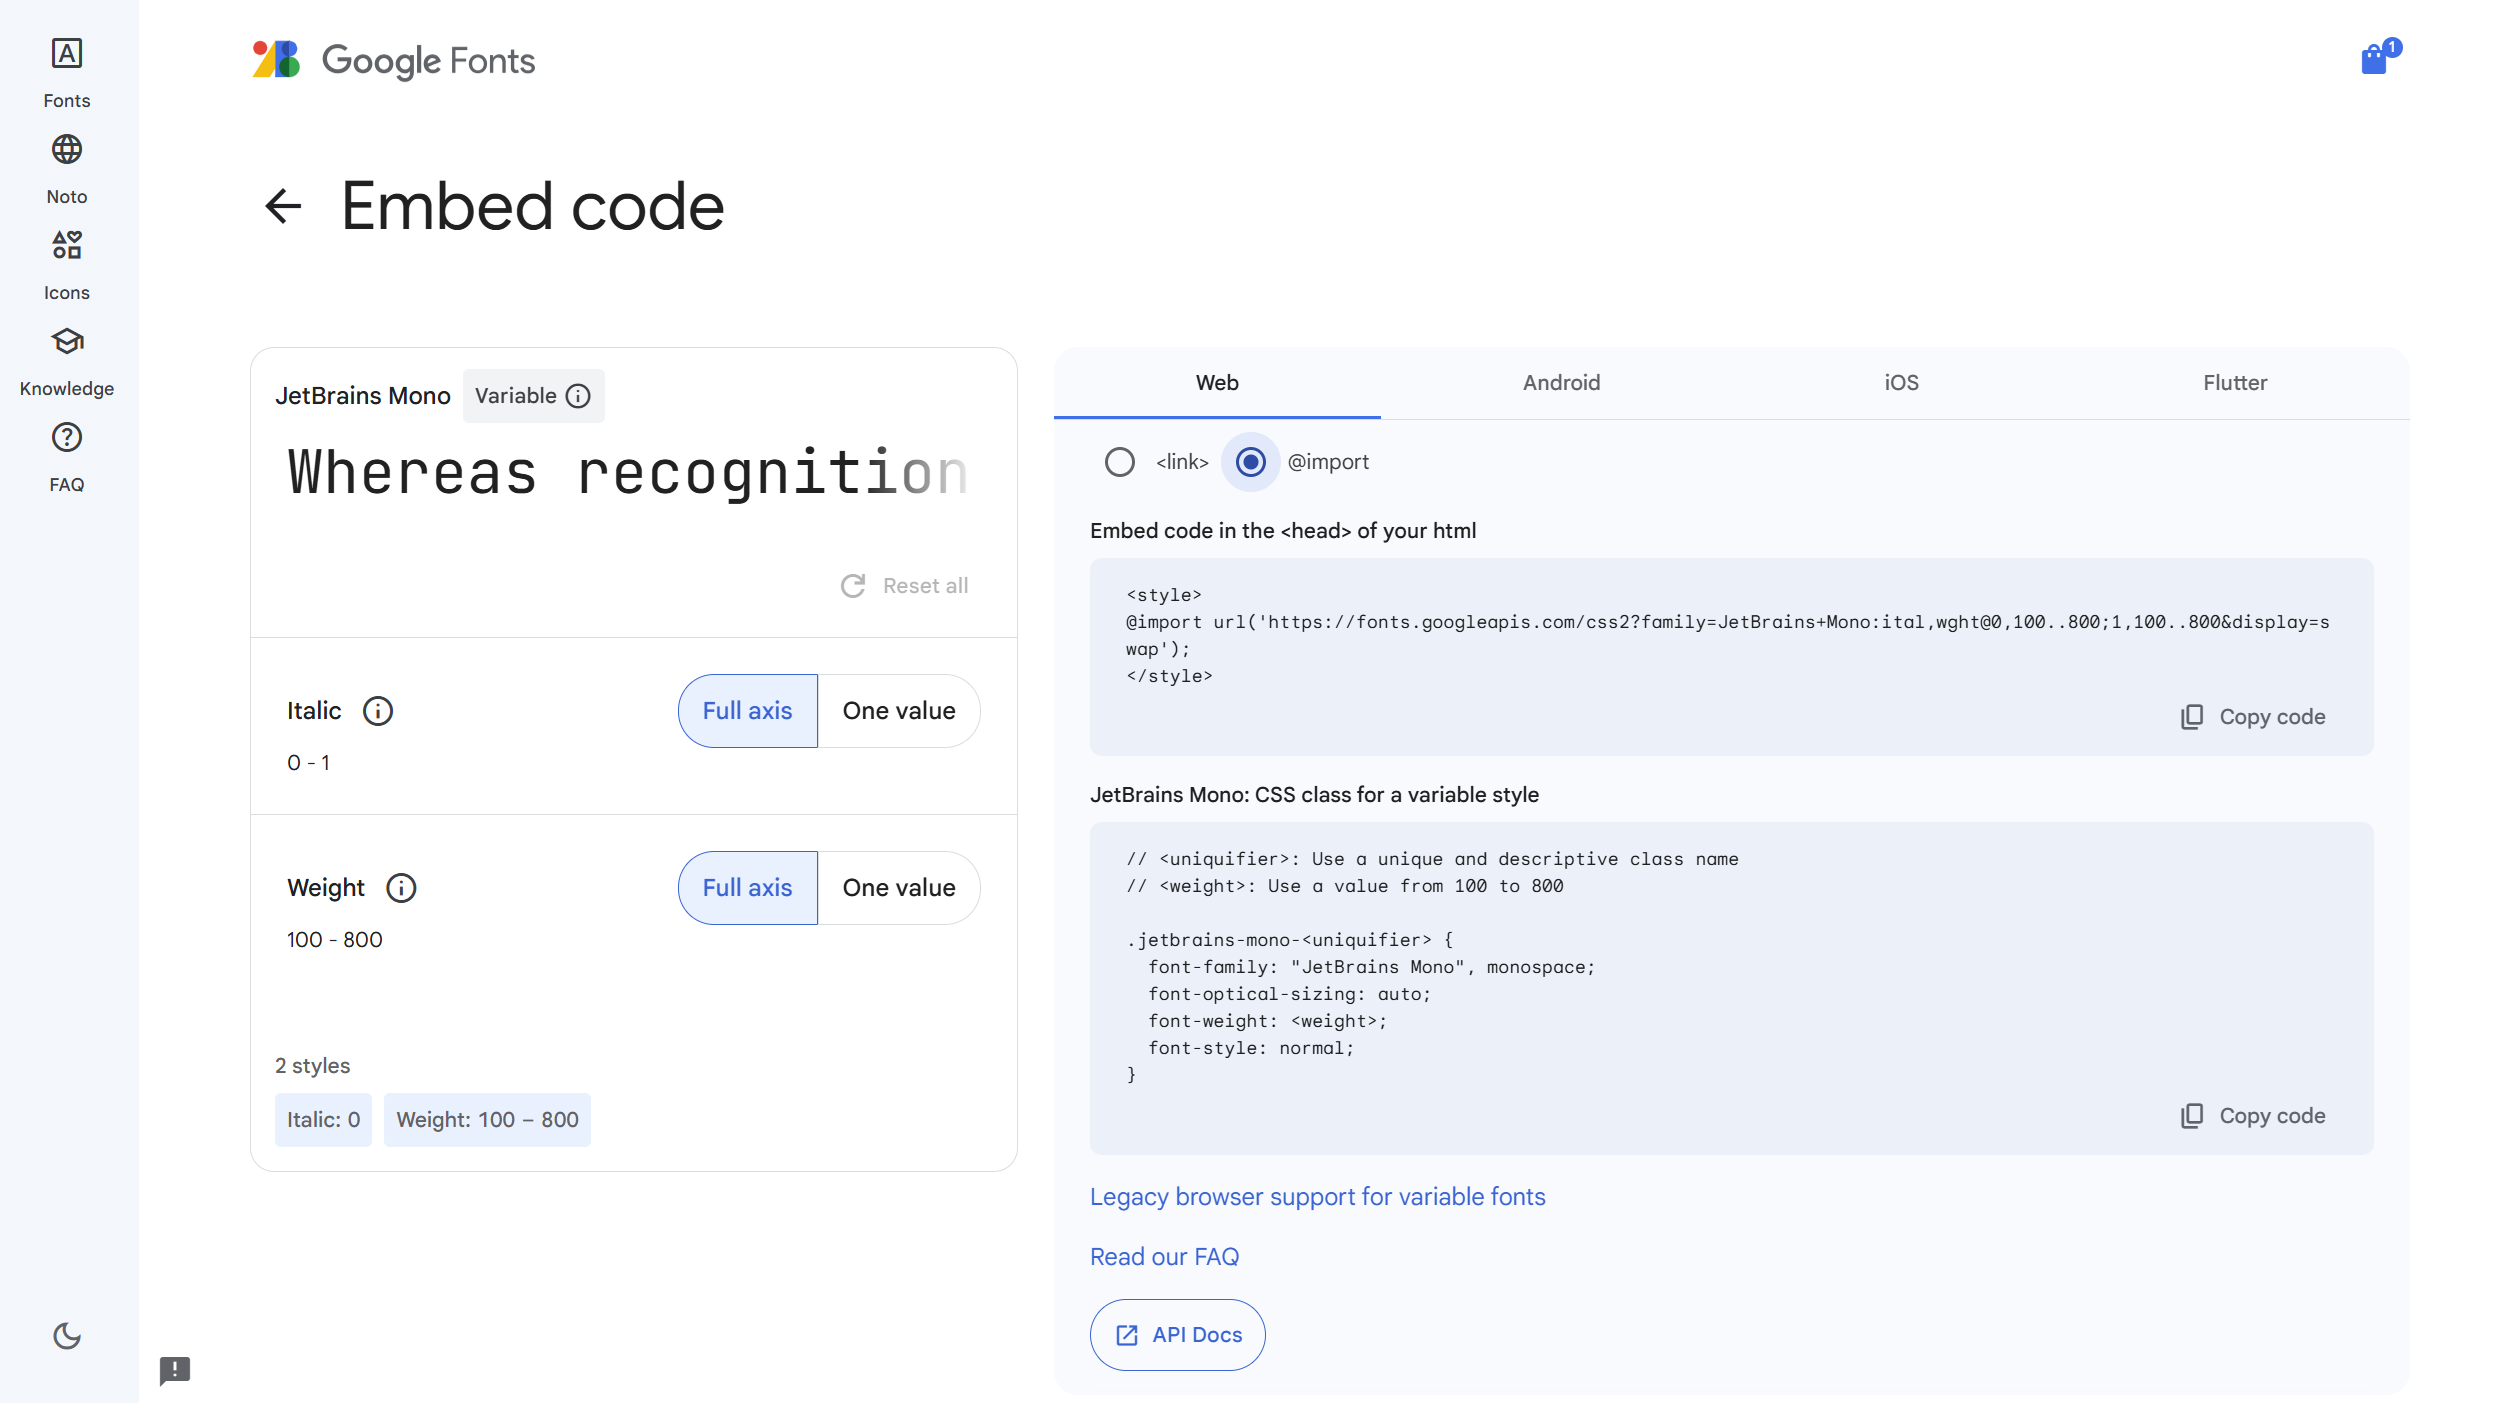 Fonts
Noto
Icons
Knowledge
FAQ
Google Fonts
1
Embed code
JetBrains Mono
Variable
Whereas recognition
Reset all
Italic
Full axis
One value
0 - 1
Weight
Full axis
One value
100 - 800
2 styles
Italic: 0
Weight: 100 – 800
Web
Android
iOS
Flutter
<link>
@import
Embed code in the <head> of your html
<style>
@import url('https://fonts.googleapis.com/css2?family=JetBrains+Mono:ital,wght@0,100..800;1,100..800&display=s
wap');
</style>
Copy code
JetBrains Mono: CSS class for a variable style
// <uniquifier>: Use a unique and descriptive class name
// <weight>: Use a value from 100 to 800
.jetbrains-mono-<uniquifier> {
font-family: "JetBrains Mono", monospace;
font-optical-sizing: auto;
font-weight: <weight>;
font-style: normal;
}
Copy code
Legacy browser support for variable fonts
Read our FAQ
API Docs